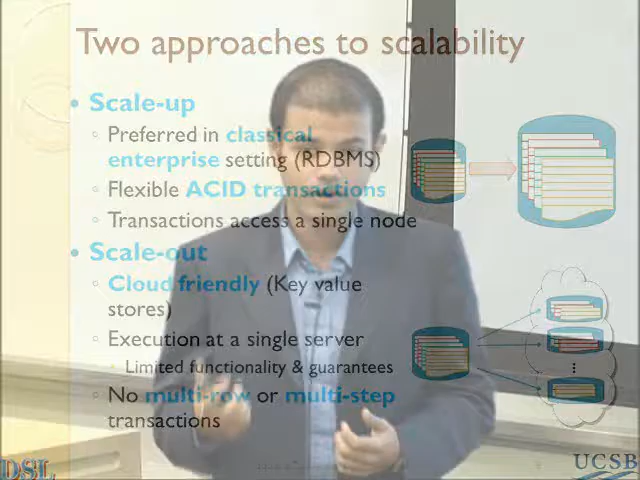 Two approaches to scalability
• Scale-up
◦ Preferred in classical
enterprise setting (RDBMS)
◦ Flexible ACID transactions
◦ Transactions access a single node
• Scale-out
◦ Cloud friendly (Key value
stores)
◦ Execution at a single server
◦ Limited functionality & guarantees
◦ No multi-row or multi-step
transactions
DSL
UCSB